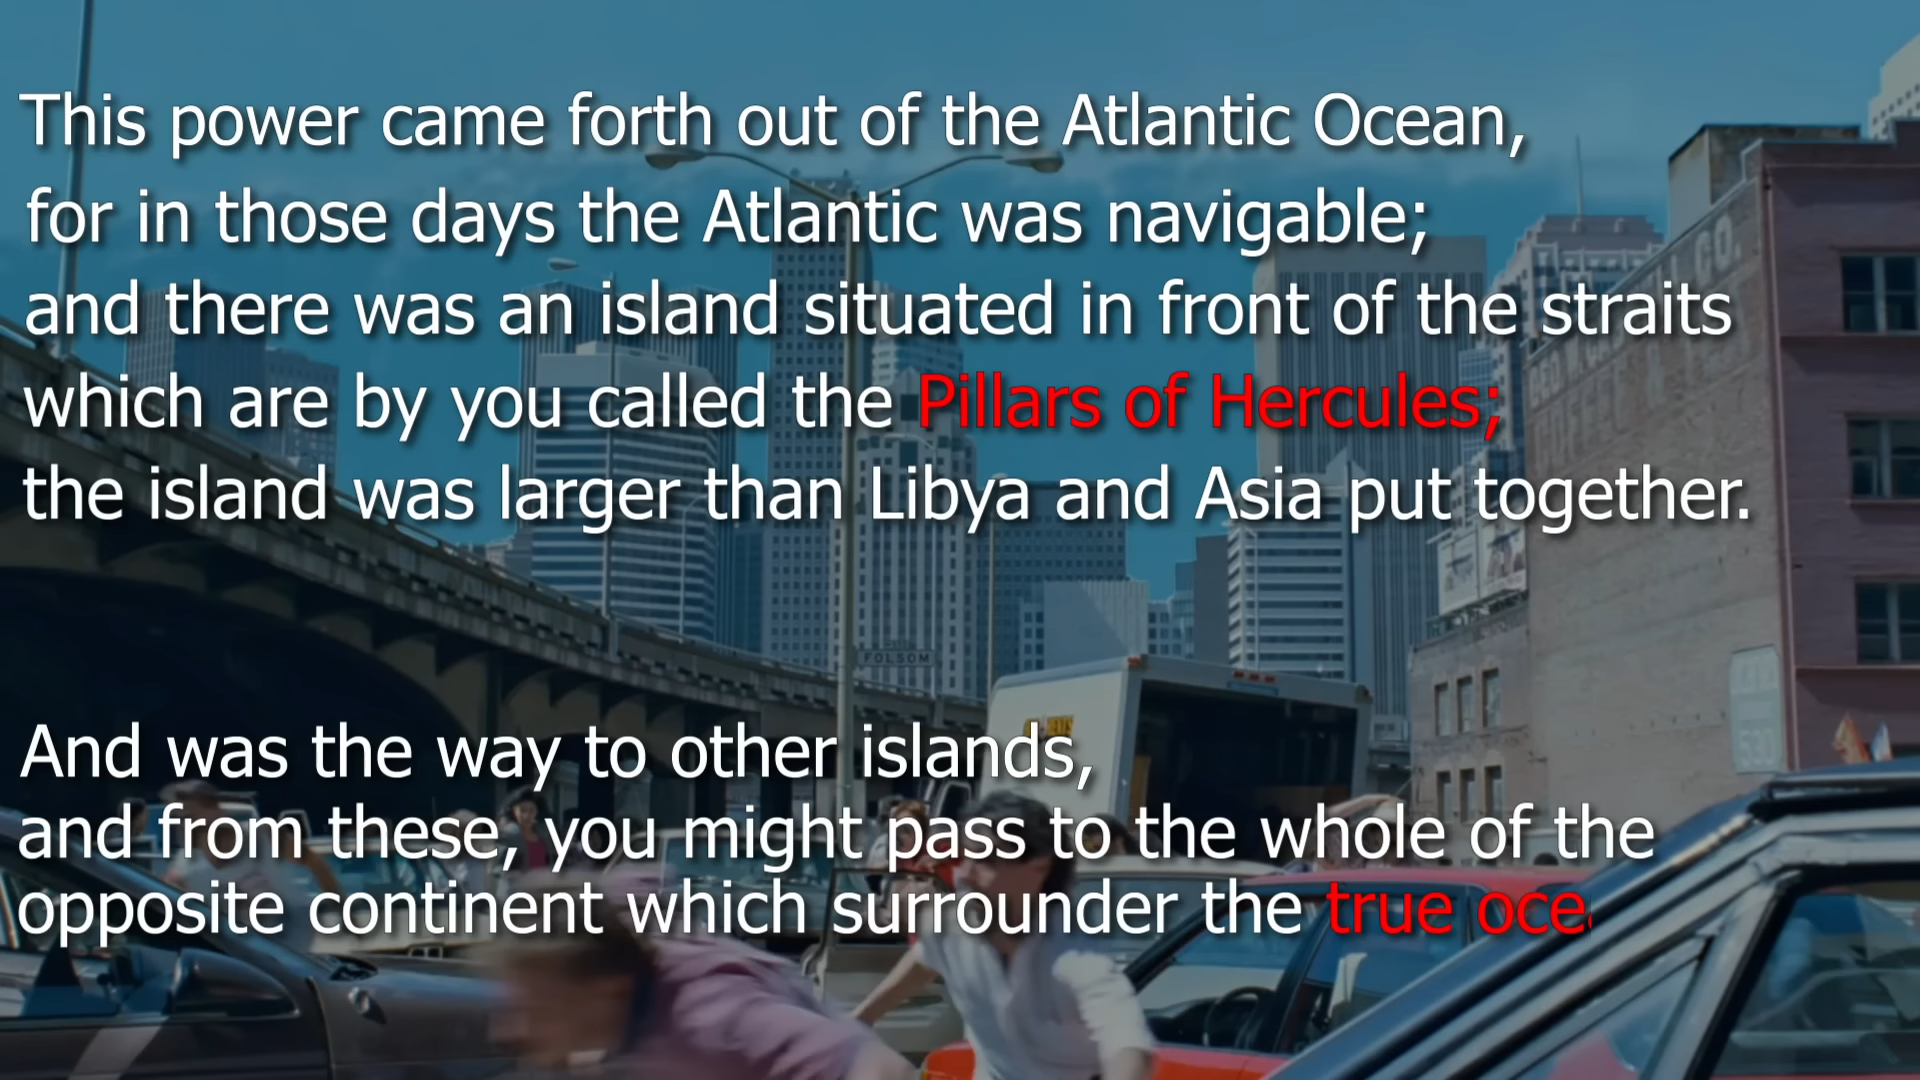 This power came forth out of the Atlantic Ocean,
for in those days the Atlantic was navigable;
and there was an island situated in front of the straits
which are by you called the Pillars of Hercules;
the island was larger than Libya and Asia put together.
FOLSOM
And was the way to other islands,
and from these, you might pass to the whole of the
opposite continent which surrounder the true oce